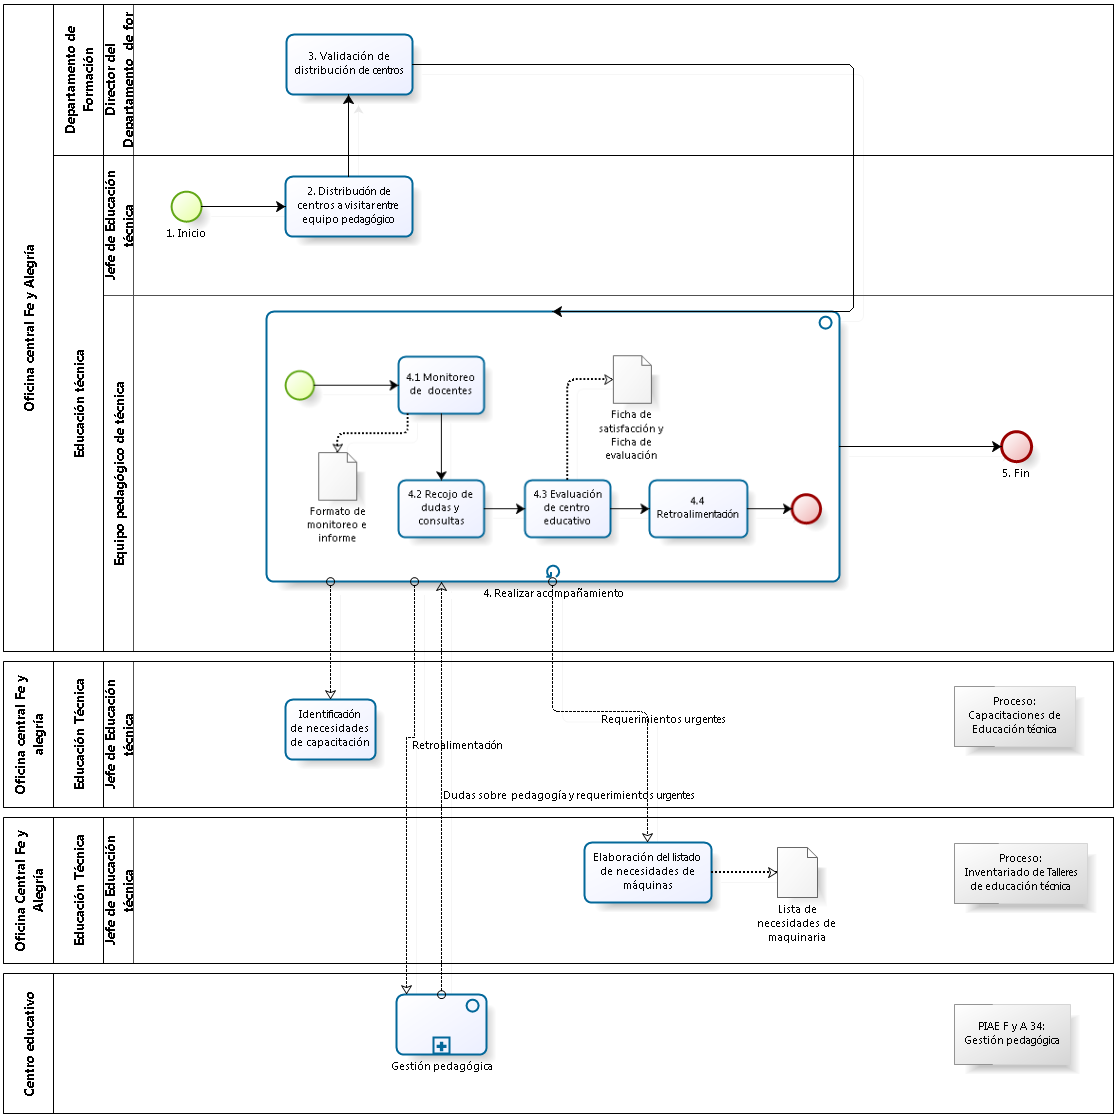 Oficina central Fe y Alegría
Departamento de
Formación
Director del
Departamento de for
3. Validación de
distribución de centros
Educación técnica
Jefe de Educación
técnica
1. Inicio
2. Distribución de
centros a visitar entre
equipo pedagógico
Equipo pedagógico de técnica
4.1 Monitoreo
de docentes
Formato de
monitoreo e
informe
Ficha de
satisfacción y
Ficha de
evaluación
4.2 Recojo de
dudas y
consultas
4.3 Evaluación
de centro
educativo
4.4
Retroalimentación
5. Fin
4. Realizar acompañamiento
Oficina central Fe y
alegría
Educación Técnica
Jefe de Educación
técnica
Identificación
de necesidades
de capacitación
Requerimientos urgentes
Retroalimentación
Dudas sobre pedagogía y requerimientos urgentes
Proceso:
Capacitaciones de
Educación técnica
Oficina Central Fe y
Alegría
Educación Técnica
Jefe de Educación
técnica
Elaboración del listado
de necesidades de
máquinas
Lista de
necesidades de
maquinaria
Proceso:
Inventariado de Talleres
de educación técnica
Centro educativo
Gestión pedagógica
PIAE F y A 34:
Gestión pedagógica